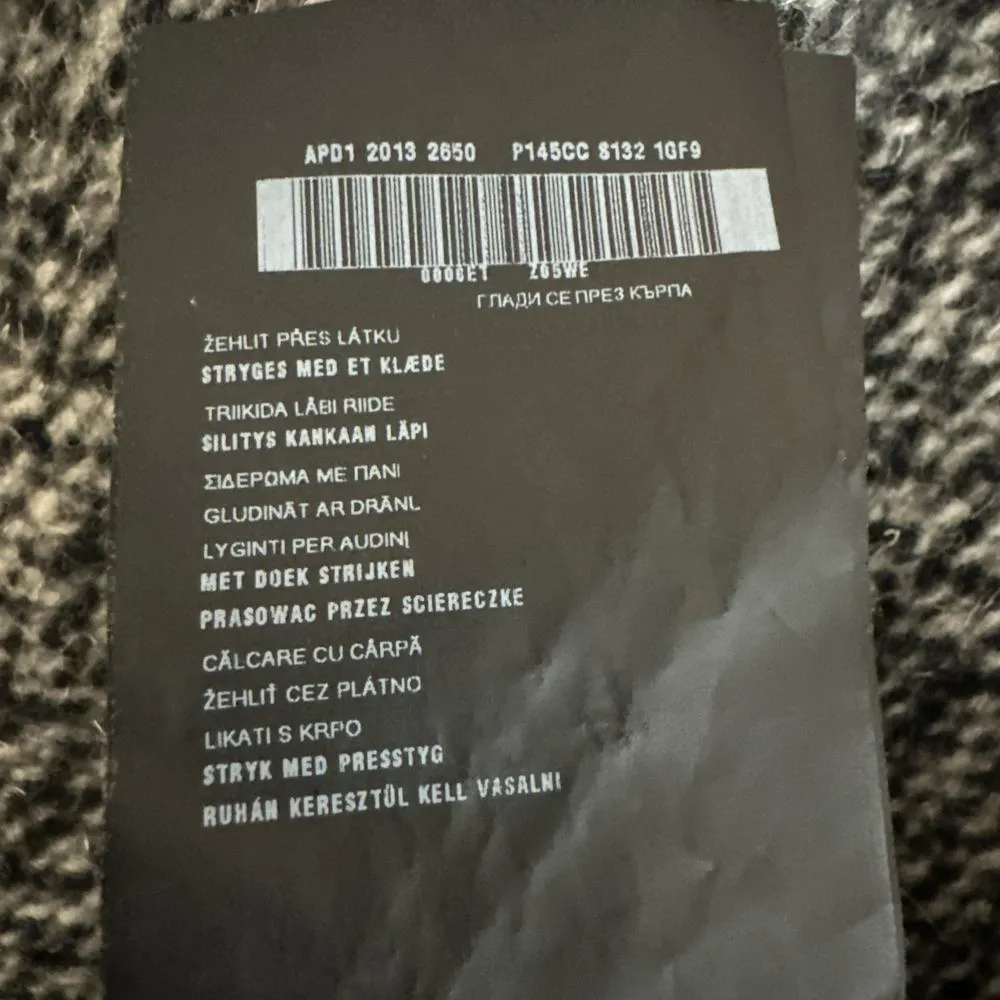 APD1 2013 2650 P145CC 8132 1GF9
0000E1 Z05WE
ГЛАДИ СЕ ПРЕЗ КЪРПА
ŽEHLIT PŘES LÁTKU
STRYGES MED ET KLÆDE
TRIIKIDA LÄBI RIIDE
SILITYS KANKAAN LÄPI
ΣΙΔΕΡΩΜΑ ΜΕ ΠΑΝΙ
GLUDINĀT AR DRĀNU
LYGINTI PER AUDINĮ
MET DOEK STRIJKEN
PRASOWAC PRZEZ SCIERECZKE
CĂLCARE CU CÂRPĂ
ŽEHLIŤ CEZ PLÁTNO
LIKATI S KRPO
STRYK MED PRESSTYG
RUHÁN KERESZTÜL KELL VASALNI